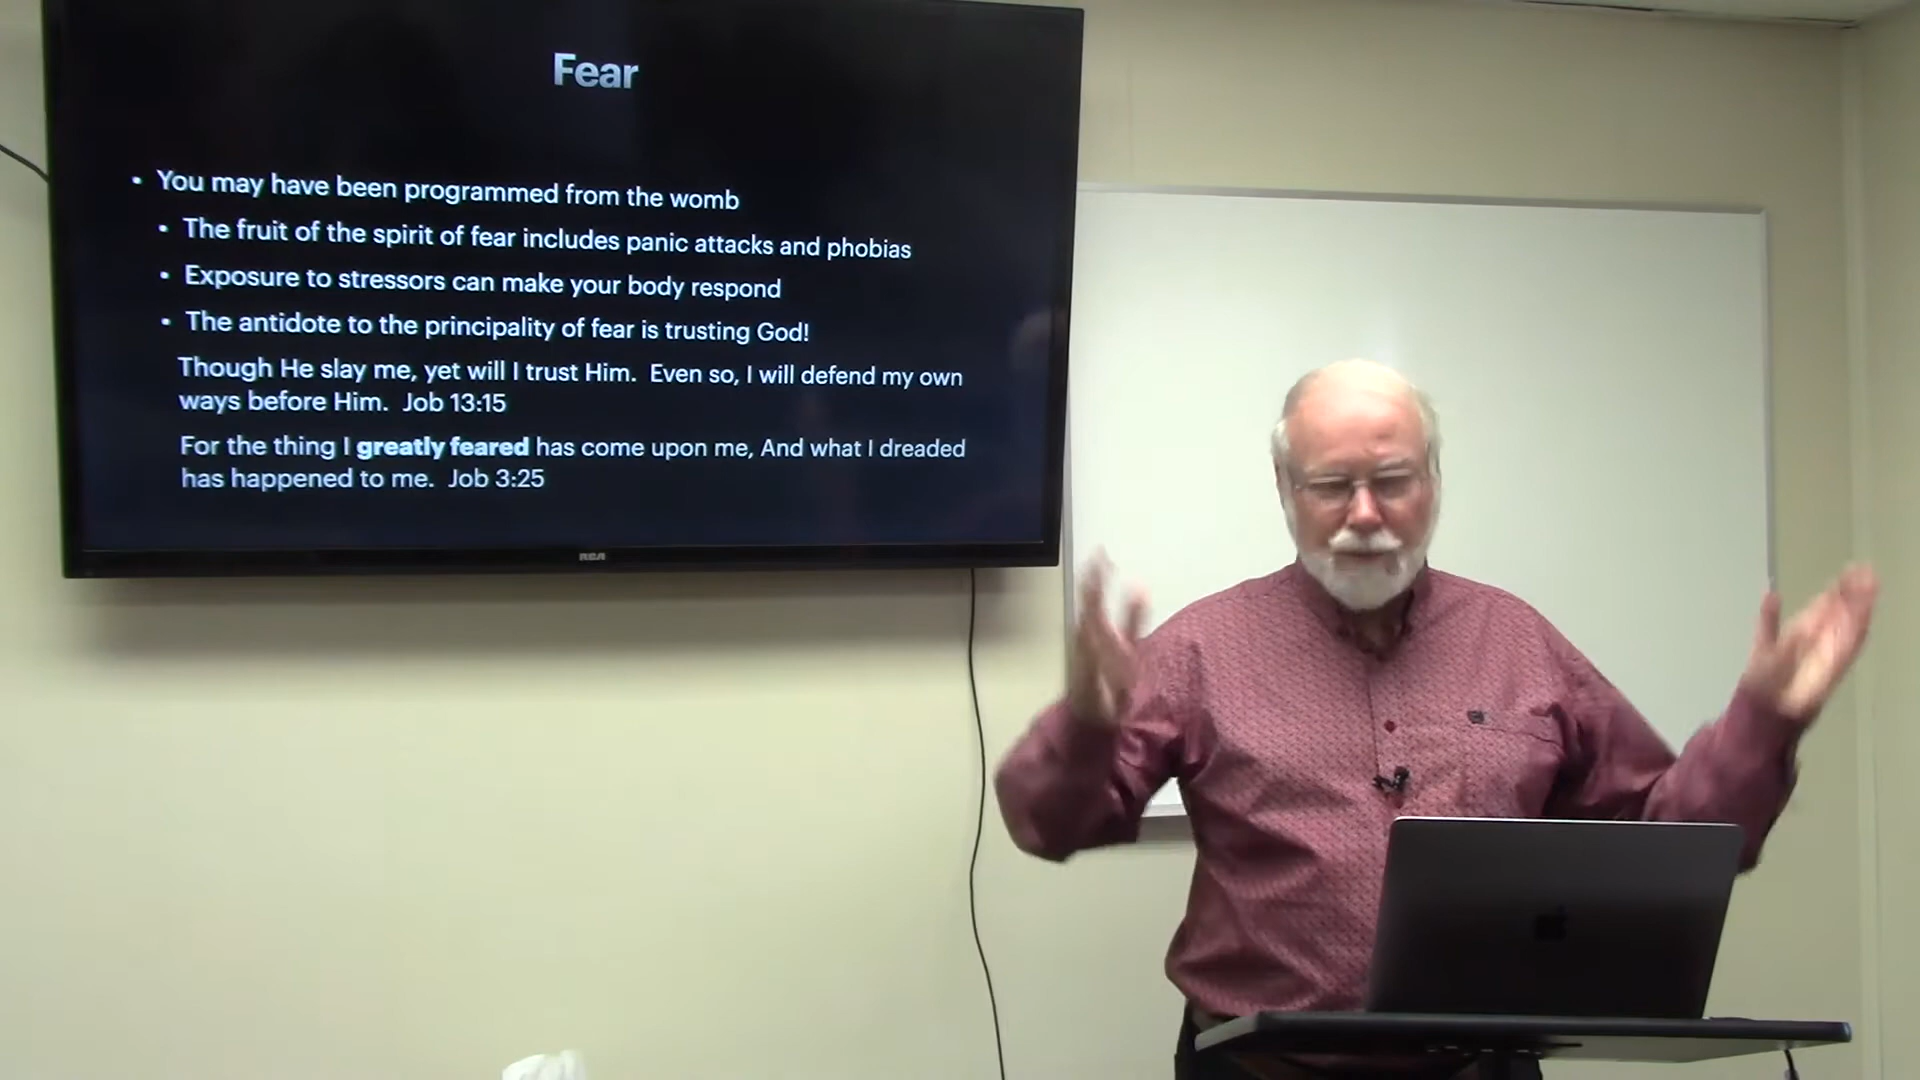 Fear
• You may have been programmed from the womb
• The fruit of the spirit of fear includes panic attacks and phobias
• Exposure to stressors can make your body respond
• The antidote to the principality of fear is trusting God!
Though He slay me, yet will I trust Him. Even so, I will defend my own
ways before Him. Job 13:15
For the thing I greatly feared has come upon me, And what I dreaded
has happened to me. Job 3:25
RCA